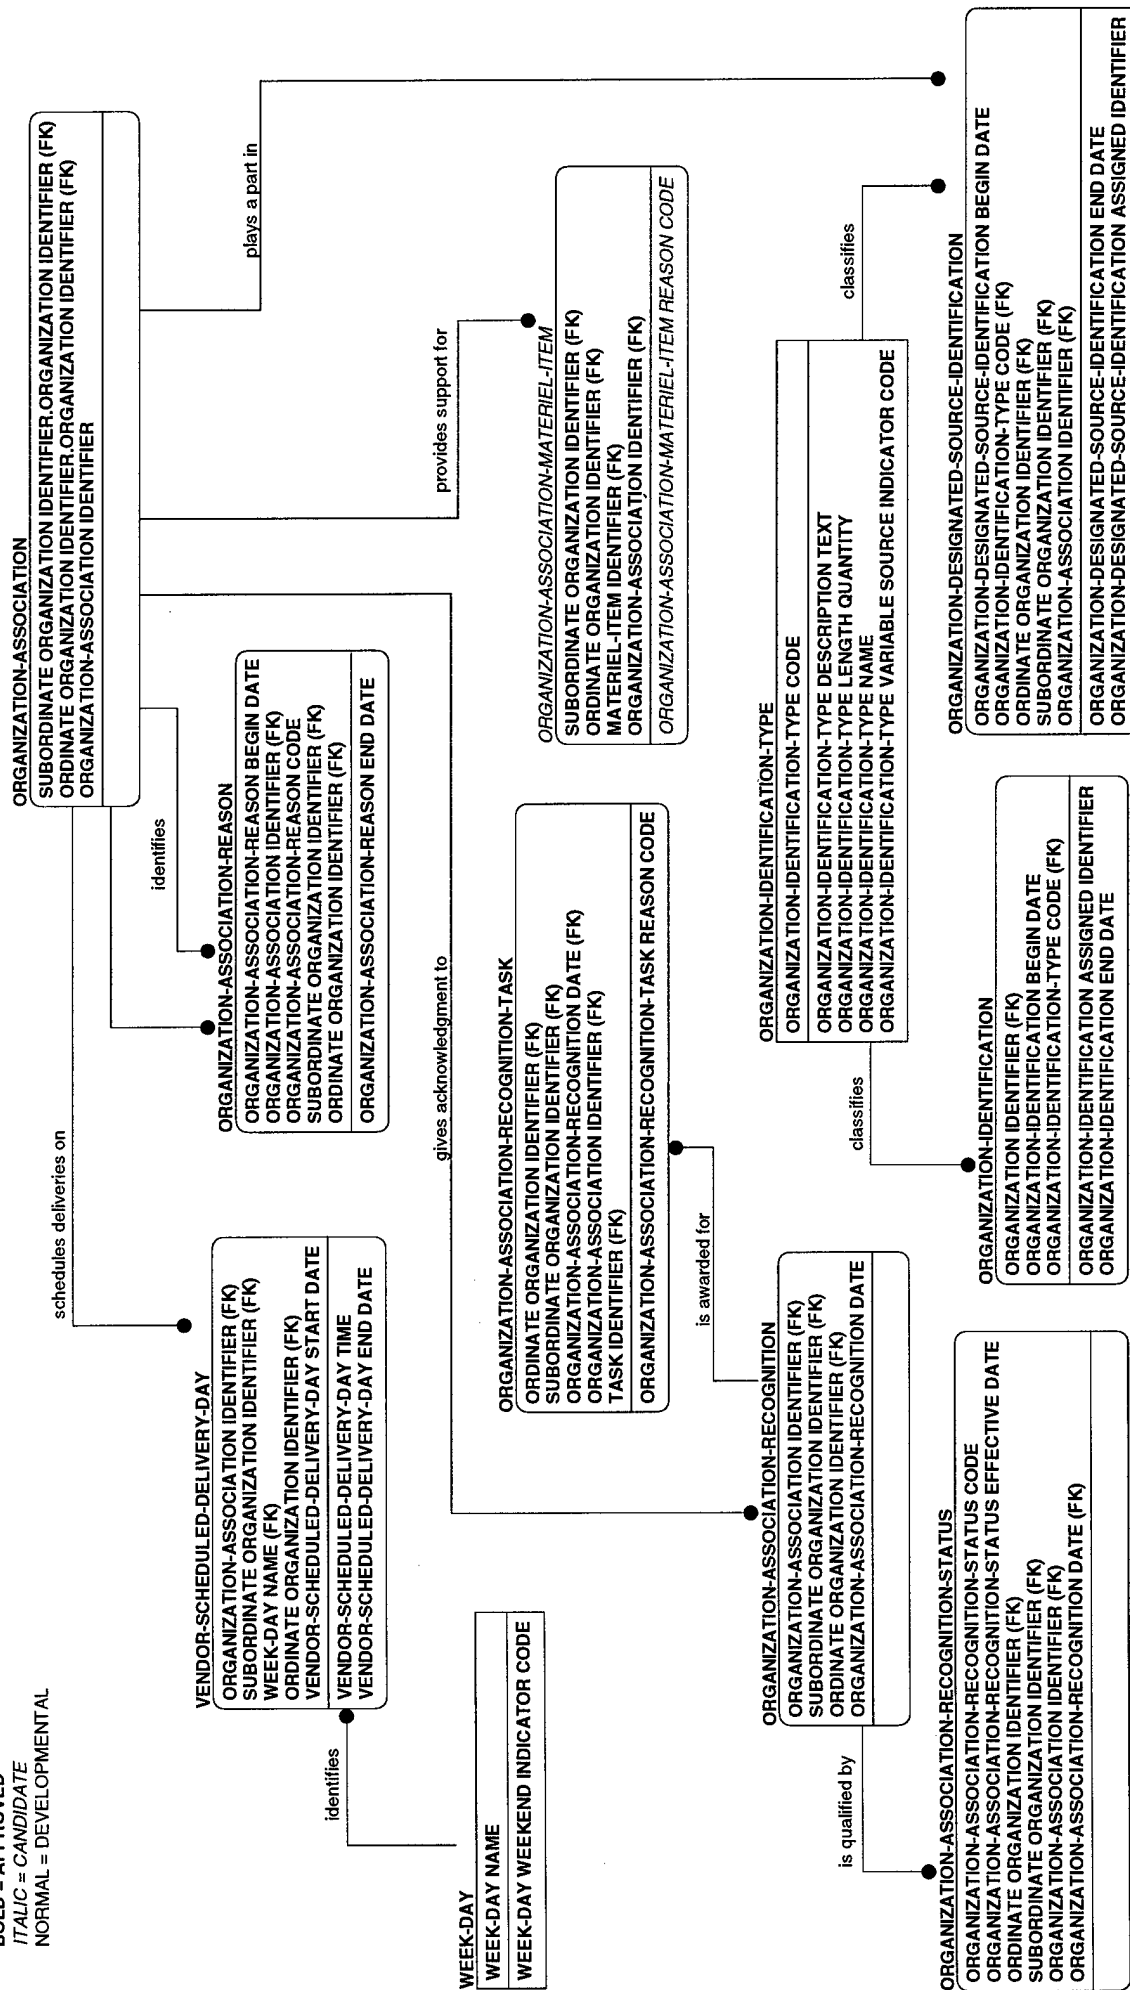 BOLD = APPROVED
ITALIC = CANDIDATE
NORMAL = DEVELOPMENTAL
ORGANIZATION-ASSOCIATION
SUBORDINATE ORGANIZATION IDENTIFIER.ORGANIZATION IDENTIFIER (FK)
ORDINATE ORGANIZATION IDENTIFIER.ORGANIZATION IDENTIFIER (FK)
ORGANIZATION-ASSOCIATION IDENTIFIER
schedules deliveries on
identifies
plays a part in
VENDOR-SCHEDULED-DELIVERY-DAY
ORGANIZATION-ASSOCIATION IDENTIFIER (FK)
SUBORDINATE ORGANIZATION IDENTIFIER (FK)
WEEK-DAY NAME (FK)
ORDINATE ORGANIZATION IDENTIFIER (FK)
VENDOR-SCHEDULED-DELIVERY-DAY START DATE
VENDOR-SCHEDULED-DELIVERY-DAY TIME
VENDOR-SCHEDULED-DELIVERY-DAY END DATE
ORGANIZATION-ASSOCIATION-REASON
ORGANIZATION-ASSOCIATION-REASON BEGIN DATE
ORGANIZATION-ASSOCIATION IDENTIFIER (FK)
ORGANIZATION-ASSOCIATION-REASON CODE
SUBORDINATE ORGANIZATION IDENTIFIER (FK)
ORDINATE ORGANIZATION IDENTIFIER (FK)
ORGANIZATION-ASSOCIATION-REASON END DATE
identifies
gives acknowledgment to
provides support for
WEEK-DAY
WEEK-DAY NAME
WEEK-DAY WEEKEND INDICATOR CODE
ORGANIZATION-ASSOCIATION-RECOGNITION-TASK
ORDINATE ORGANIZATION IDENTIFIER (FK)
SUBORDINATE ORGANIZATION IDENTIFIER (FK)
ORGANIZATION-ASSOCIATION-RECOGNITION DATE (FK)
ORGANIZATION-ASSOCIATION IDENTIFIER (FK)
TASK IDENTIFIER (FK)
ORGANIZATION-ASSOCIATION-RECOGNITION-TASK REASON CODE
ORGANIZATION-ASSOCIATION-MATERIEL-ITEM
SUBORDINATE ORGANIZATION IDENTIFIER (FK)
ORDINATE ORGANIZATION IDENTIFIER (FK)
MATERIEL-ITEM IDENTIFIER (FK)
ORGANIZATION-ASSOCIATION IDENTIFIER (FK)
ORGANIZATION-ASSOCIATION-MATERIEL-ITEM REASON CODE
is awarded for
ORGANIZATION-ASSOCIATION-RECOGNITION
ORGANIZATION-ASSOCIATION IDENTIFIER (FK)
SUBORDINATE ORGANIZATION IDENTIFIER (FK)
ORDINATE ORGANIZATION IDENTIFIER (FK)
ORGANIZATION-ASSOCIATION-RECOGNITION DATE
ORGANIZATION-IDENTIFICATION-TYPE
ORGANIZATION-IDENTIFICATION-TYPE CODE
ORGANIZATION-IDENTIFICATION-TYPE DESCRIPTION TEXT
ORGANIZATION-IDENTIFICATION-TYPE LENGTH QUANTITY
ORGANIZATION-IDENTIFICATION-TYPE NAME
ORGANIZATION-IDENTIFICATION-TYPE VARIABLE SOURCE INDICATOR CODE
is qualified by
classifies
classifies
ORGANIZATION-ASSOCIATION-RECOGNITION-STATUS
ORGANIZATION-ASSOCIATION-RECOGNITION-STATUS CODE
ORGANIZATION-ASSOCIATION-RECOGNITION-STATUS EFFECTIVE DATE
ORDINATE ORGANIZATION IDENTIFIER (FK)
SUBORDINATE ORGANIZATION IDENTIFIER (FK)
ORGANIZATION-ASSOCIATION IDENTIFIER (FK)
ORGANIZATION-ASSOCIATION-RECOGNITION DATE (FK)
ORGANIZATION-IDENTIFICATION
ORGANIZATION IDENTIFIER (FK)
ORGANIZATION-IDENTIFICATION BEGIN DATE
ORGANIZATION-IDENTIFICATION-TYPE CODE (FK)
ORGANIZATION-IDENTIFICATION ASSIGNED IDENTIFIER
ORGANIZATION-IDENTIFICATION END DATE
ORGANIZATION-DESIGNATED-SOURCE-IDENTIFICATION
ORGANIZATION-DESIGNATED-SOURCE-IDENTIFICATION BEGIN DATE
ORGANIZATION-IDENTIFICATION-TYPE CODE (FK)
ORDINATE ORGANIZATION IDENTIFIER (FK)
SUBORDINATE ORGANIZATION IDENTIFIER (FK)
ORGANIZATION-ASSOCIATION IDENTIFIER (FK)
ORGANIZATION-DESIGNATED-SOURCE-IDENTIFICATION END DATE
ORGANIZATION-DESIGNATED SOURCE-IDENTIFICATION ASSIGNED IDENTIFIER